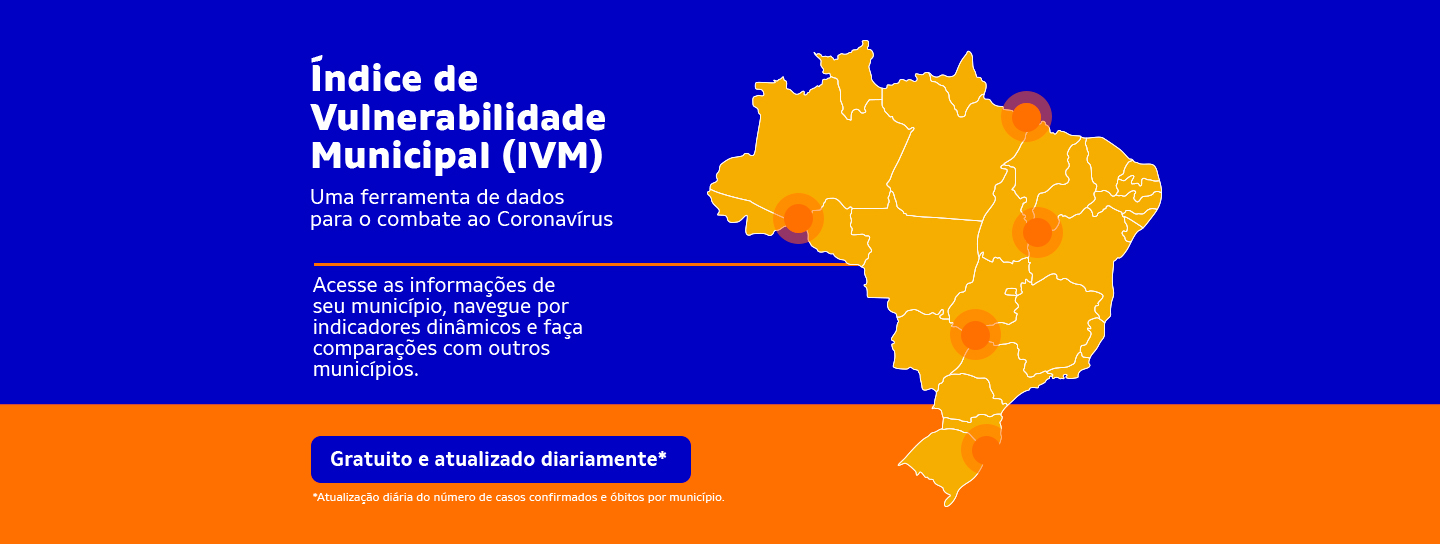 Índice de
Vulnerabilidade
Municipal (IVM)
Uma ferramenta de dados
para o combate ao Coronavírus
Acesse as informações de
seu município, navegue por
indicadores dinâmicos e faça
comparações com outros
municípios.
Gratuito e atualizado diariamente*
*Atualização diária do número de casos confirmados e óbitos por município.